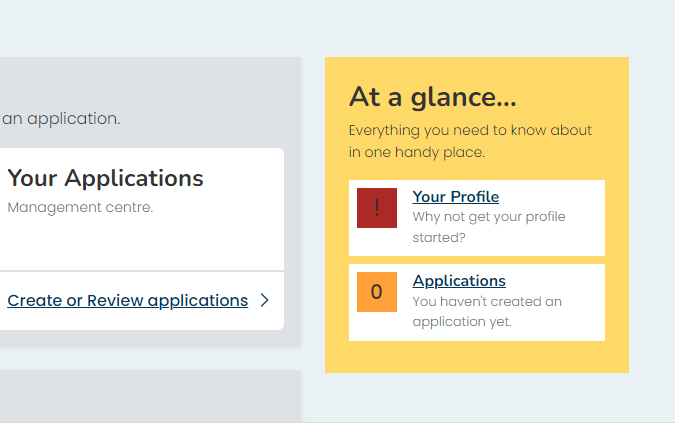 an application.
Your Applications
Management centre.
Create or Review applications
At a glance...
Everything you need to know about
in one handy place.
!
Your Profile
Why not get your profile
started?
0
Applications
You haven't created an
application yet.